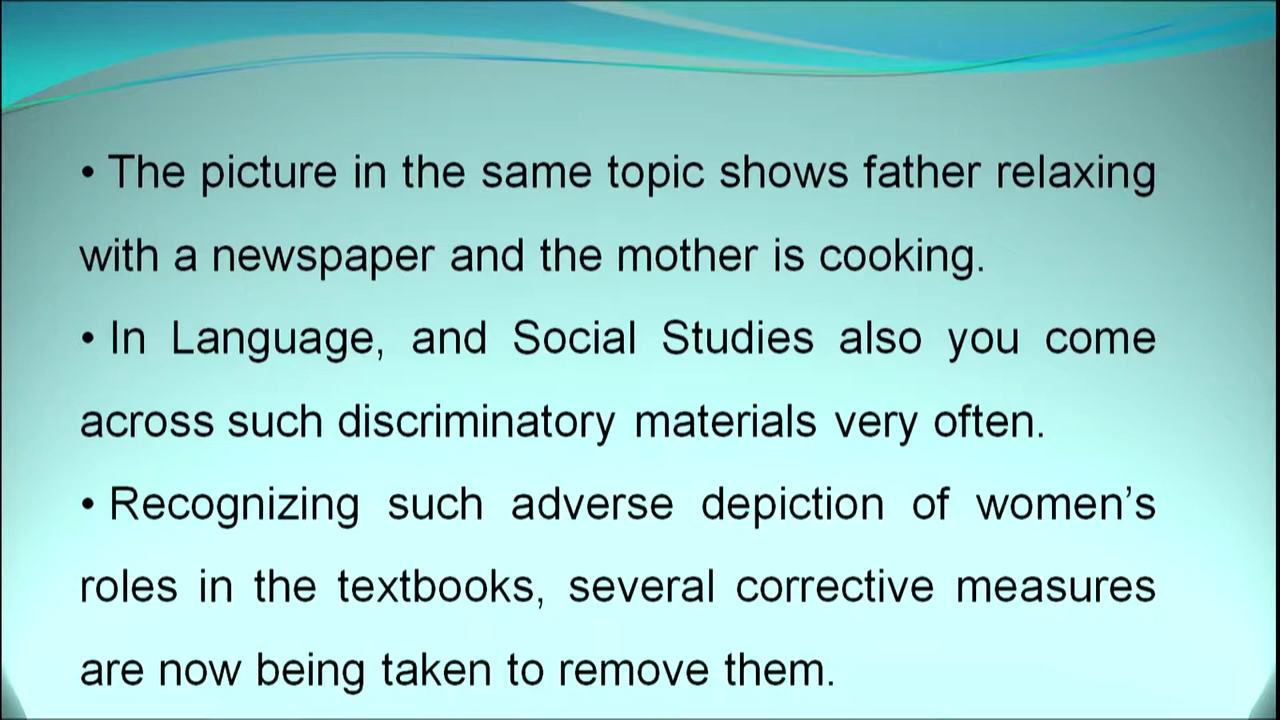 • The picture in the same topic shows father relaxing
with a newspaper and the mother is cooking.
• In Language, and Social Studies also you come
across such discriminatory materials very often.
• Recognizing such adverse depiction of women’s
roles in the textbooks, several corrective measures
are now being taken to remove them.